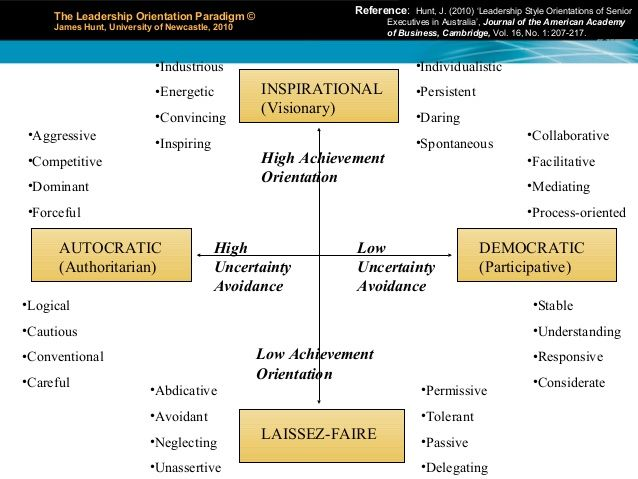 The Leadership Orientation Paradigm ©
James Hunt, University of Newcastle, 2010
Reference: Hunt, J. (2010) ‘Leadership Style Orientations of Senior
Executives in Australia’, Journal of the American Academy
of Business, Cambridge, Vol. 16, No. 1: 207-217.
•Industrious
•Energetic
•Convincing
•Inspiring
INSPIRATIONAL
(Visionary)
•Individualistic
•Persistent
•Daring
•Spontaneous
•Aggressive
•Competitive
•Dominant
•Forceful
High Achievement
Orientation
•Collaborative
•Facilitative
•Mediating
•Process-oriented
AUTOCRATIC
(Authoritarian)
High
Uncertainty
Avoidance
Low
Uncertainty
Avoidance
DEMOCRATIC
(Participative)
•Logical
•Cautious
•Conventional
•Careful
Low Achievement
Orientation
•Stable
•Understanding
•Responsive
•Considerate
•Abdicative
•Avoidant
•Neglecting
•Unassertive
LAISSEZ-FAIRE
•Permissive
•Tolerant
•Passive
•Delegating